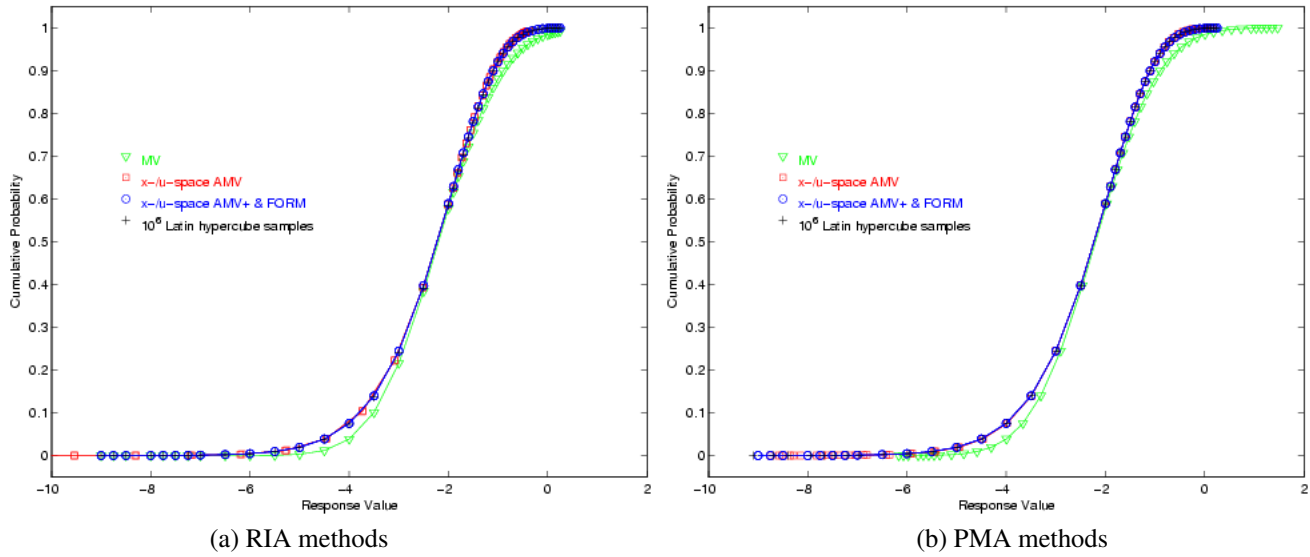 1
0.9
0.8
0.7
0.6
0.5
0.4
0.3
0.2
0.1
0
Cumulative Probability
MV
x-/u-space AMV
x-/u-space AMV+ & FORM
10⁶ Latin hypercube samples
-10
-8
-6
-4
-2
0
2
Response Value
(a) RIA methods
1
0.9
0.8
0.7
0.6
0.5
0.4
0.3
0.2
0.1
0
Cumulative Probability
MV
x-/u-space AMV
x-/u-space AMV+ & FORM
10⁶ Latin hypercube samples
-10
-8
-6
-4
-2
0
2
Response Value
(b) PMA methods